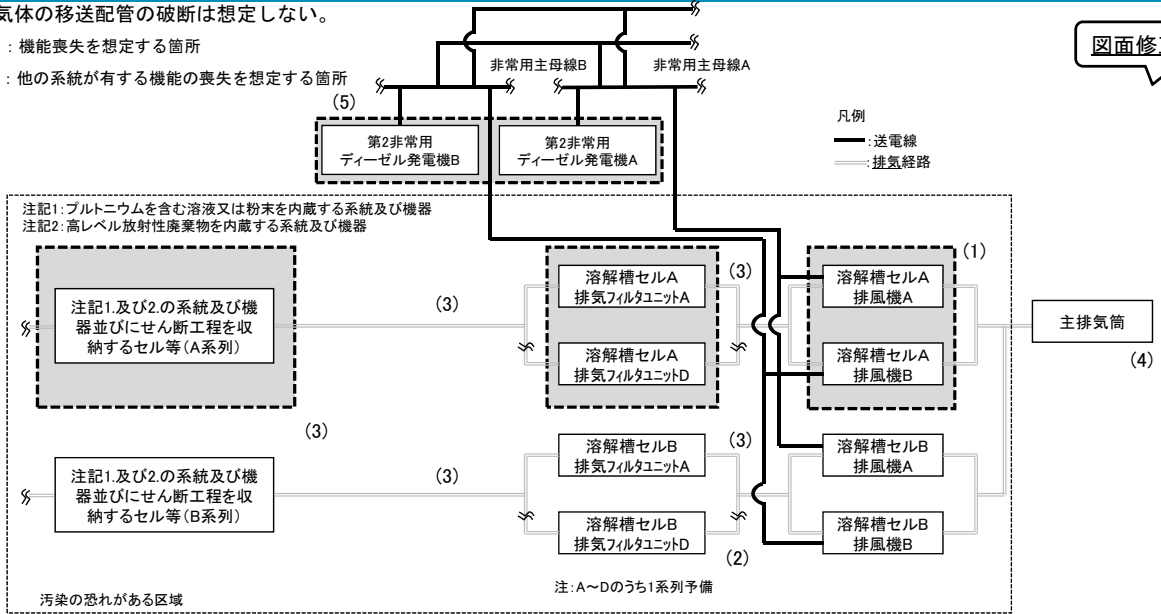 気体の移送配管の破断は想定しない。
：機能喪失を想定する箇所
：他の系統が有する機能の喪失を想定する箇所
図面修
非常用主母線B
非常用主母線A
(5)
第2非常用
ディーゼル発電機B
第2非常用
ディーゼル発電機A
凡例
：送電線
：排気経路
注記1：プルトニウムを含む溶液又は粉末を内蔵する系統及び機器
注記2：高レベル放射性廃棄物を内蔵する系統及び機器
注記1.及び2.の系統及び機
器並びにせん断工程を収
納するセル等（A系列）
(3)
溶解槽セルA
排気フィルタユニットA
(3)
溶解槽セルA
排気フィルタユニットD
溶解槽セルA
排風機A
(1)
溶解槽セルA
排風機B
主排気筒
(4)
(3)
注記1.及び2.の系統及び機
器並びにせん断工程を収
納するセル等（B系列）
(3)
溶解槽セルB
排気フィルタユニットA
(3)
溶解槽セルB
排気フィルタユニットD
(2)
溶解槽セルB
排風機A
溶解槽セルB
排風機B
注：A～Dのうち1系列予備
汚染の恐れがある区域